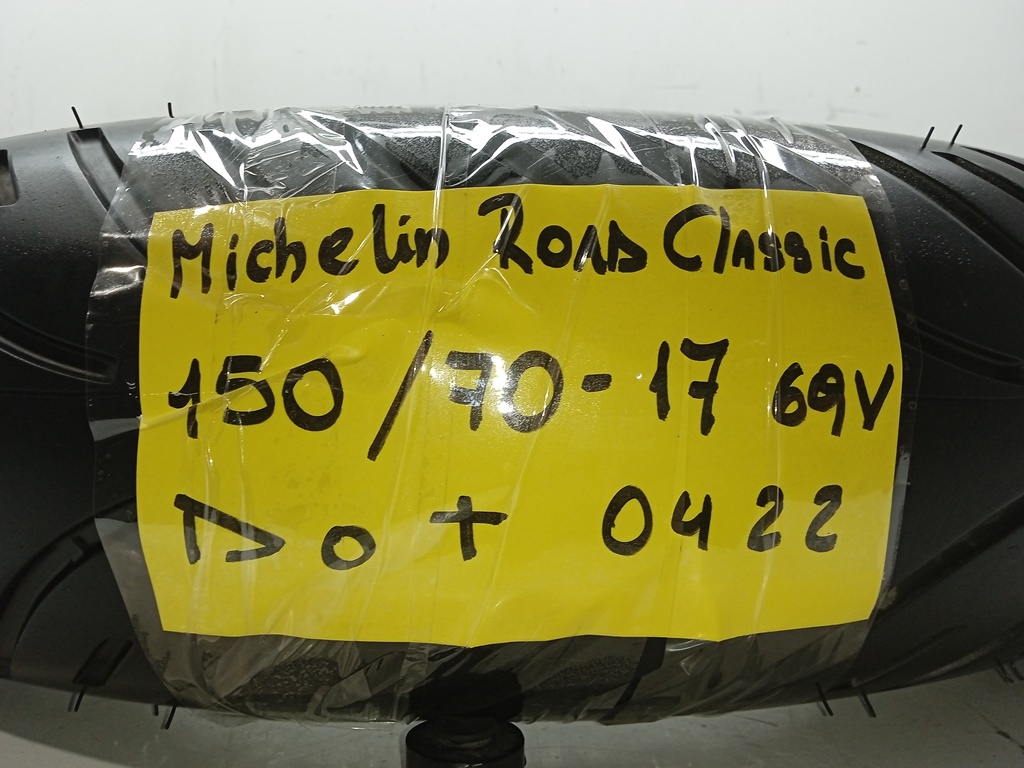 Michelin Road Classic
150/70-17 69V
Dot 0422